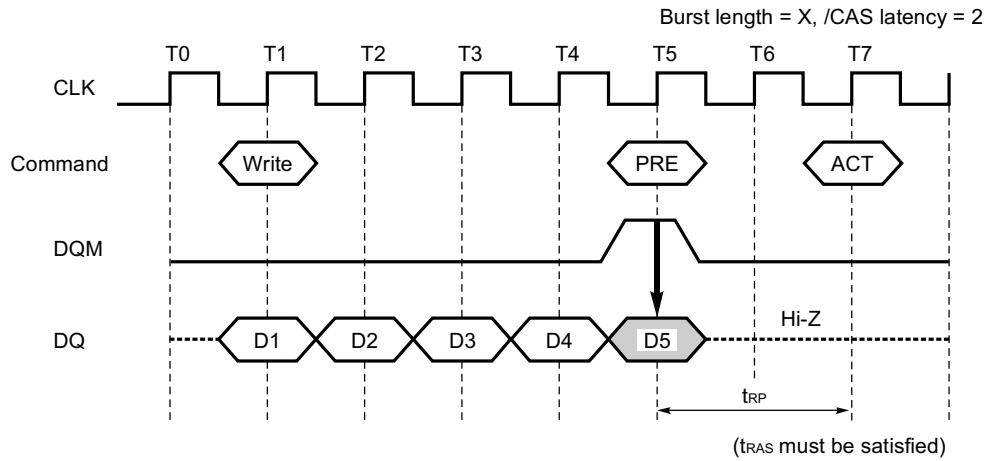 Burst length = X, /CAS latency = 2
T0 T1 T2 T3 T4 T5 T6 T7
CLK
Command Write PRE ACT
DQM
DQ D1 D2 D3 D4 D5 Hi-Z
tRP
(tRAS must be satisfied)